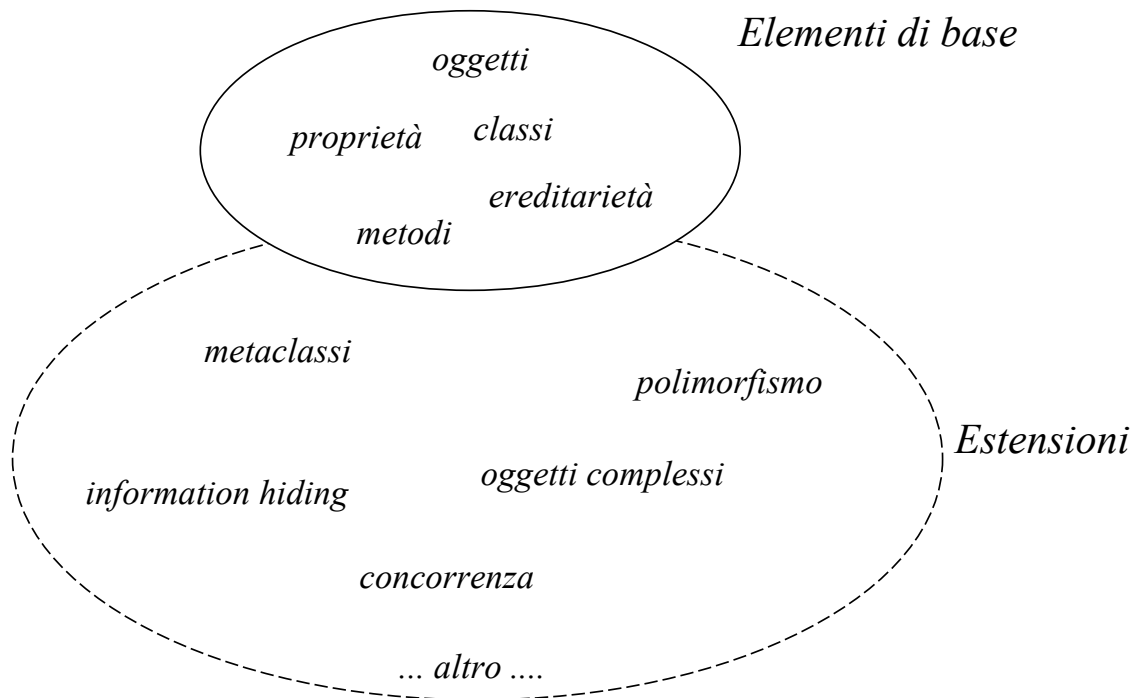 Elementi di base
oggetti
proprietà
classi
ereditarietà
metodi
metaclassi
polimorfismo
Estensioni
oggetti complessi
information hiding
concorrenza
... altro ....